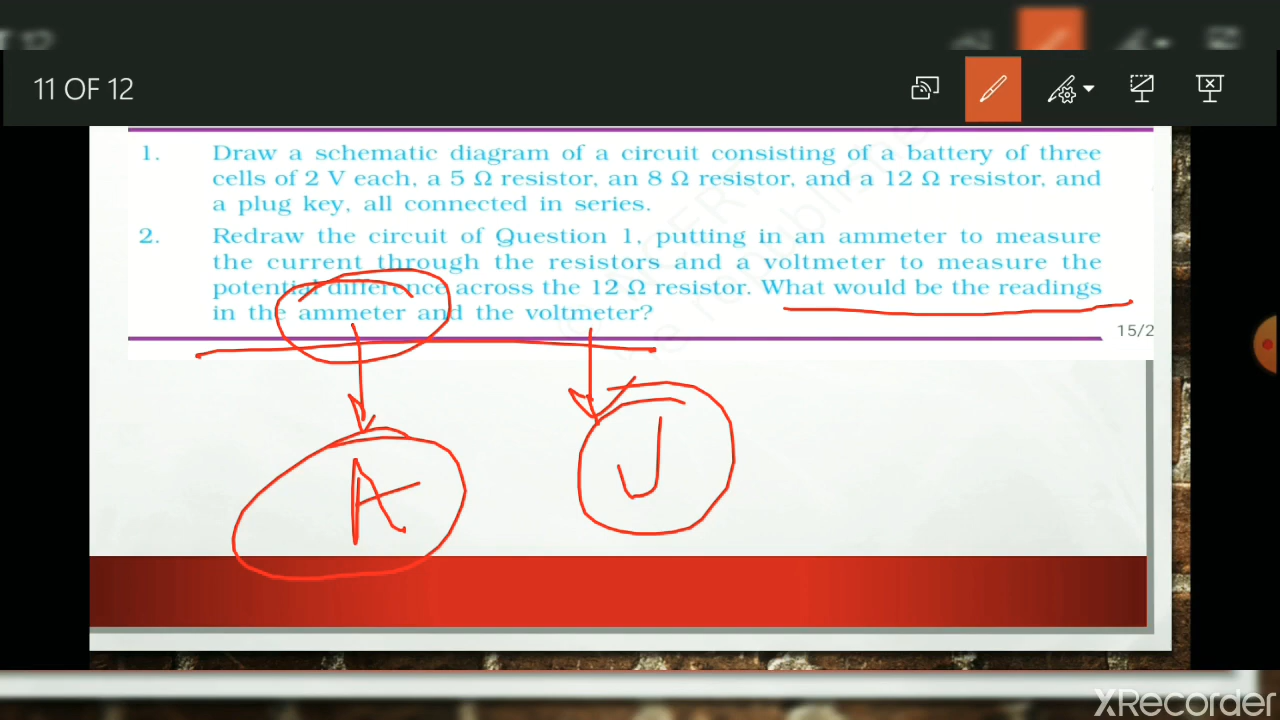 11 OF 12
1. Draw a schematic diagram of a circuit consisting of a battery of three
cells of 2 V each, a 5 Ω resistor, an 8 Ω resistor, and a 12 Ω resistor, and
a plug key, all connected in series.
2. Redraw the circuit of Question 1, putting in an ammeter to measure
the current through the resistors and a voltmeter to measure the
potential difference across the 12 Ω resistor. What would be the readings
in the ammeter and the voltmeter?
15/2
A
XRecorder